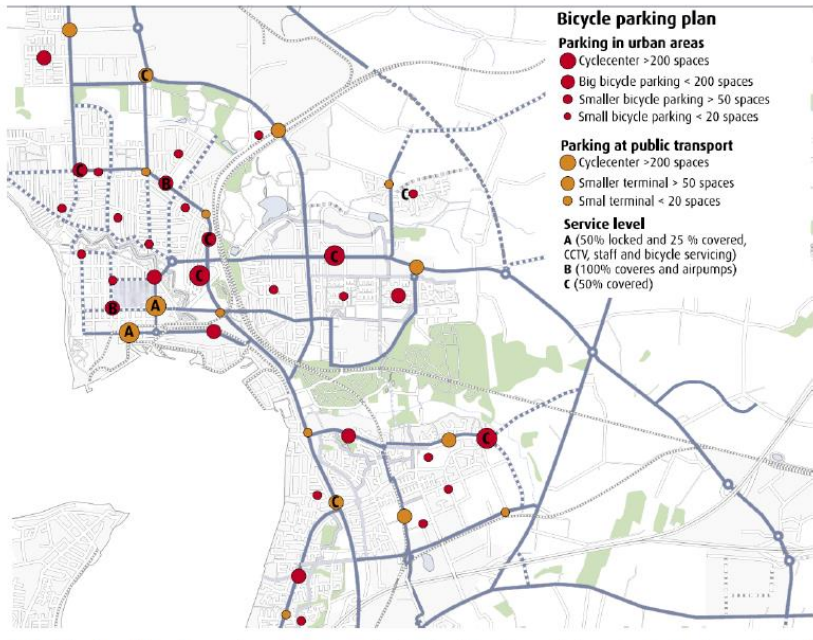 Bicycle parking plan
Parking in urban areas
Cyclecenter >200 spaces
Big bicycle parking < 200 spaces
Smaller bicycle parking > 50 spaces
Small bicycle parking < 20 spaces
Parking at public transport
Cyclecenter >200 spaces
Smaller terminal > 50 spaces
Smal terminal < 20 spaces
Service level
A (50% locked and 25 % covered,
CCTV, staff and bicycle servicing)
B (100% coveres and airpumps)
C (50% covered)
C
C
B
C
C
C
C
B
A
A
C
C